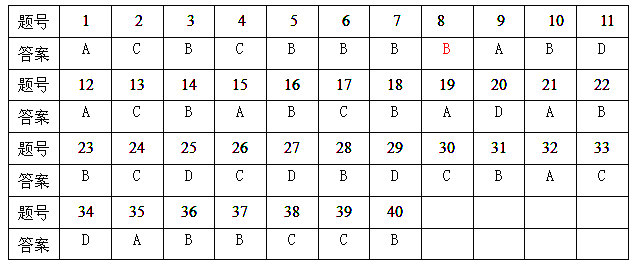 题号 1 2 3 4 5 6 7 8 9 10 11
答案 A C B C B B B B A B D
题号 12 13 14 15 16 17 18 19 20 21 22
答案 A C B A B C B A D A B
题号 23 24 25 26 27 28 29 30 31 32 33
答案 B C D C D B D C B A C
题号 34 35 36 37 38 39 40
答案 D A B B C C B